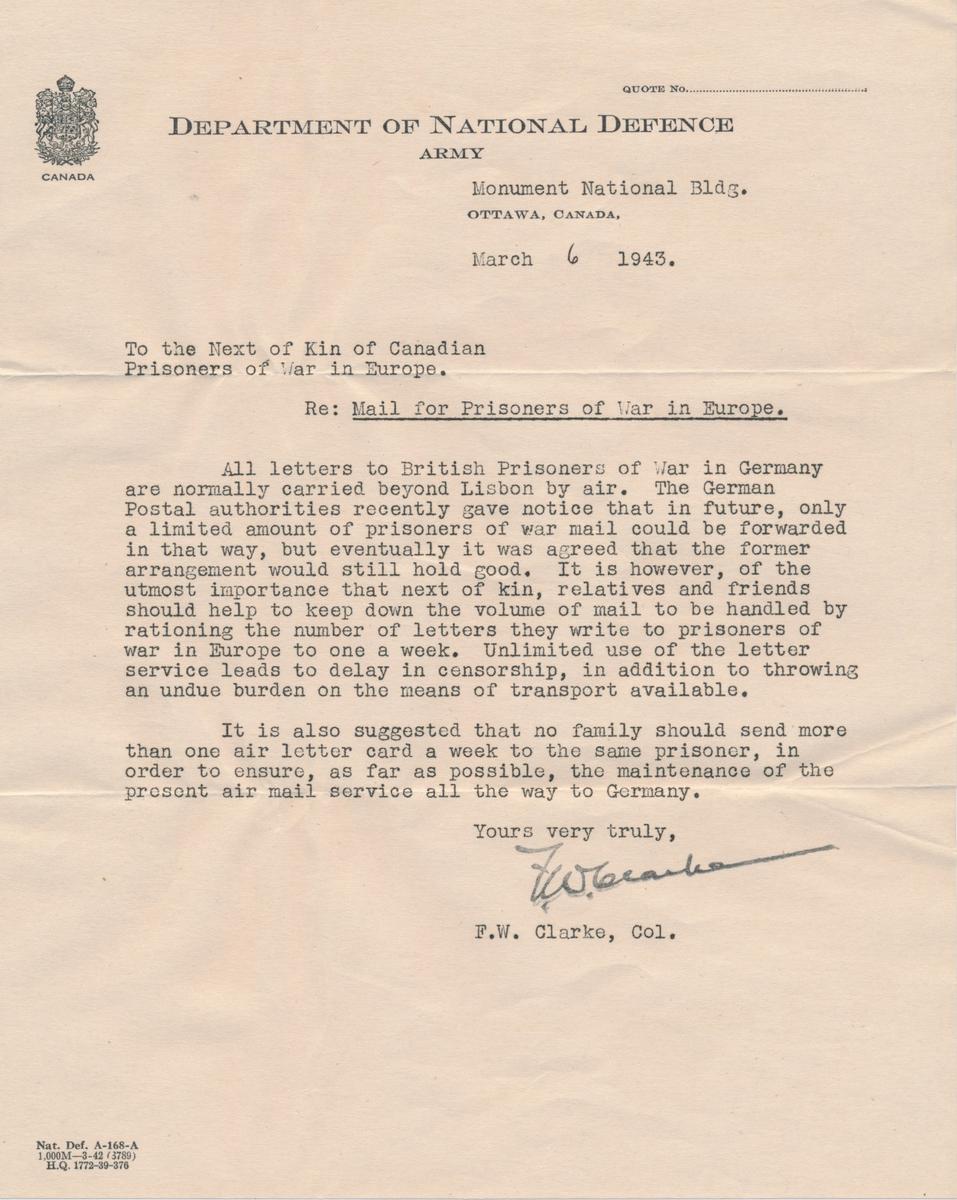 QUOTE No.
DEPARTMENT OF NATIONAL DEFENCE
ARMY
CANADA
Monument National Bldg.
OTTAWA, CANADA,
March 6 1943.
To the Next of Kin of Canadian
Prisoners of War in Europe.
Re: Mail for Prisoners of War in Europe.
All letters to British Prisoners of War in Germany
are normally carried beyond Lisbon by air. The German
Postal authorities recently gave notice that in future, only
a limited amount of prisoners of war mail could be forwarded
in that way, but eventually it was agreed that the former
arrangement would still hold good. It is however, of the
utmost importance that next of kin, relatives and friends
should help to keep down the volume of mail to be handled by
rationing the number of letters they write to prisoners of
war in Europe to one a week. Unlimited use of the letter
service leads to delay in censorship, in addition to throwing
an undue burden on the means of transport available.
It is also suggested that no family should send more
than one air letter card a week to the same prisoner, in
order to ensure, as far as possible, the maintenance of the
present air mail service all the way to Germany.
Yours very truly,
F.W. Clarke
F.W. Clarke, Col.
Nat. Def. A-168-A
1,000M—3-42 (3789)
H.Q. 1772-39-376